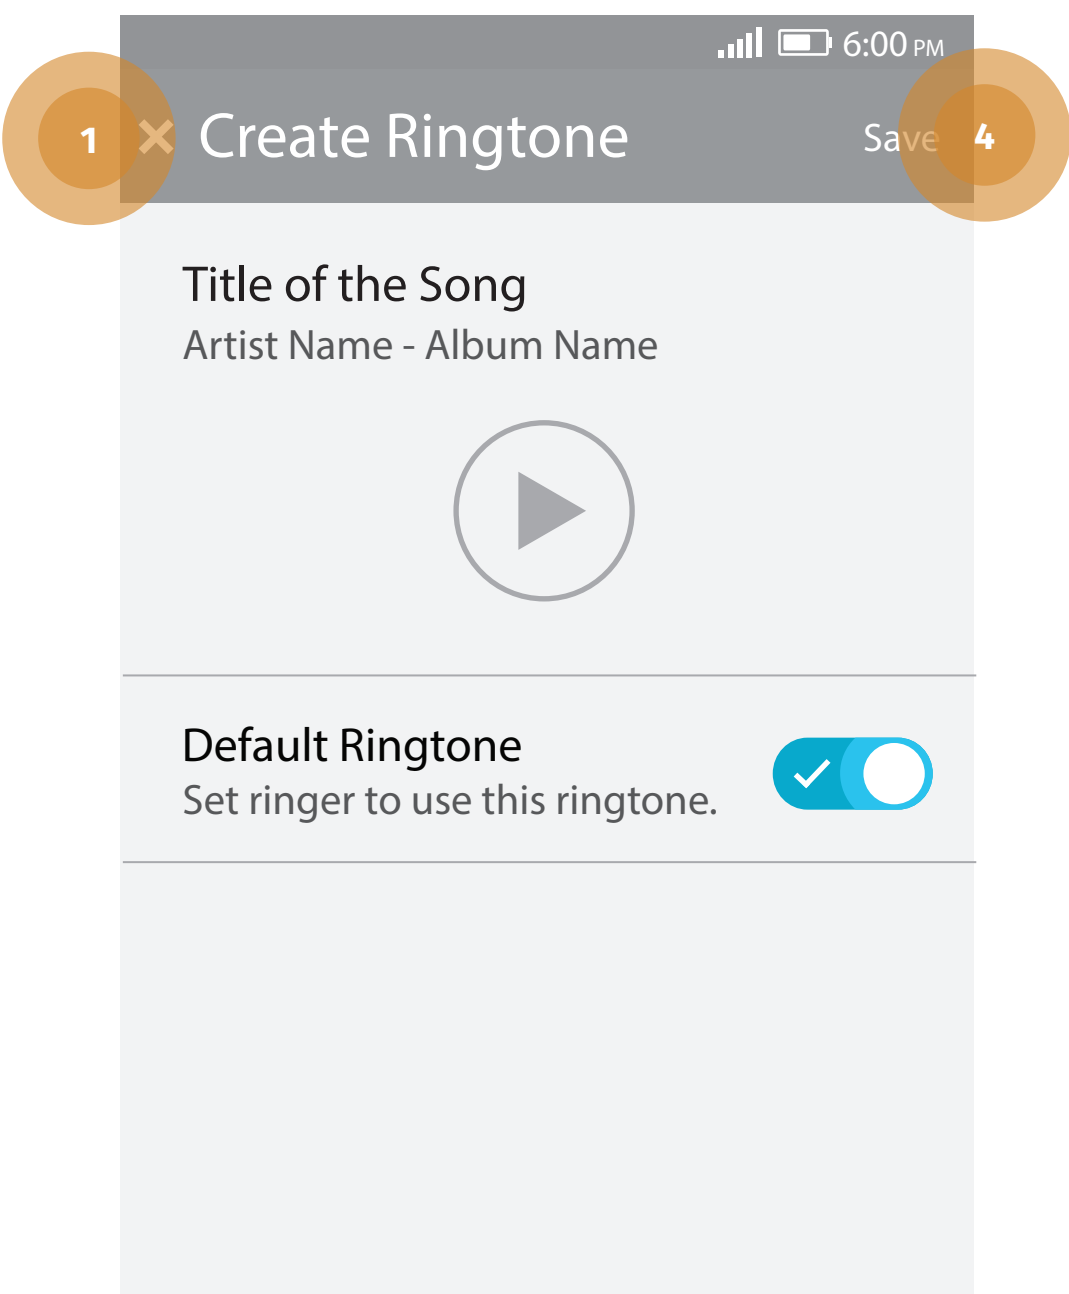 6:00 PM
1 Create Ringtone Save 4
Title of the Song
Artist Name - Album Name
Default Ringtone
Set ringer to use this ringtone.